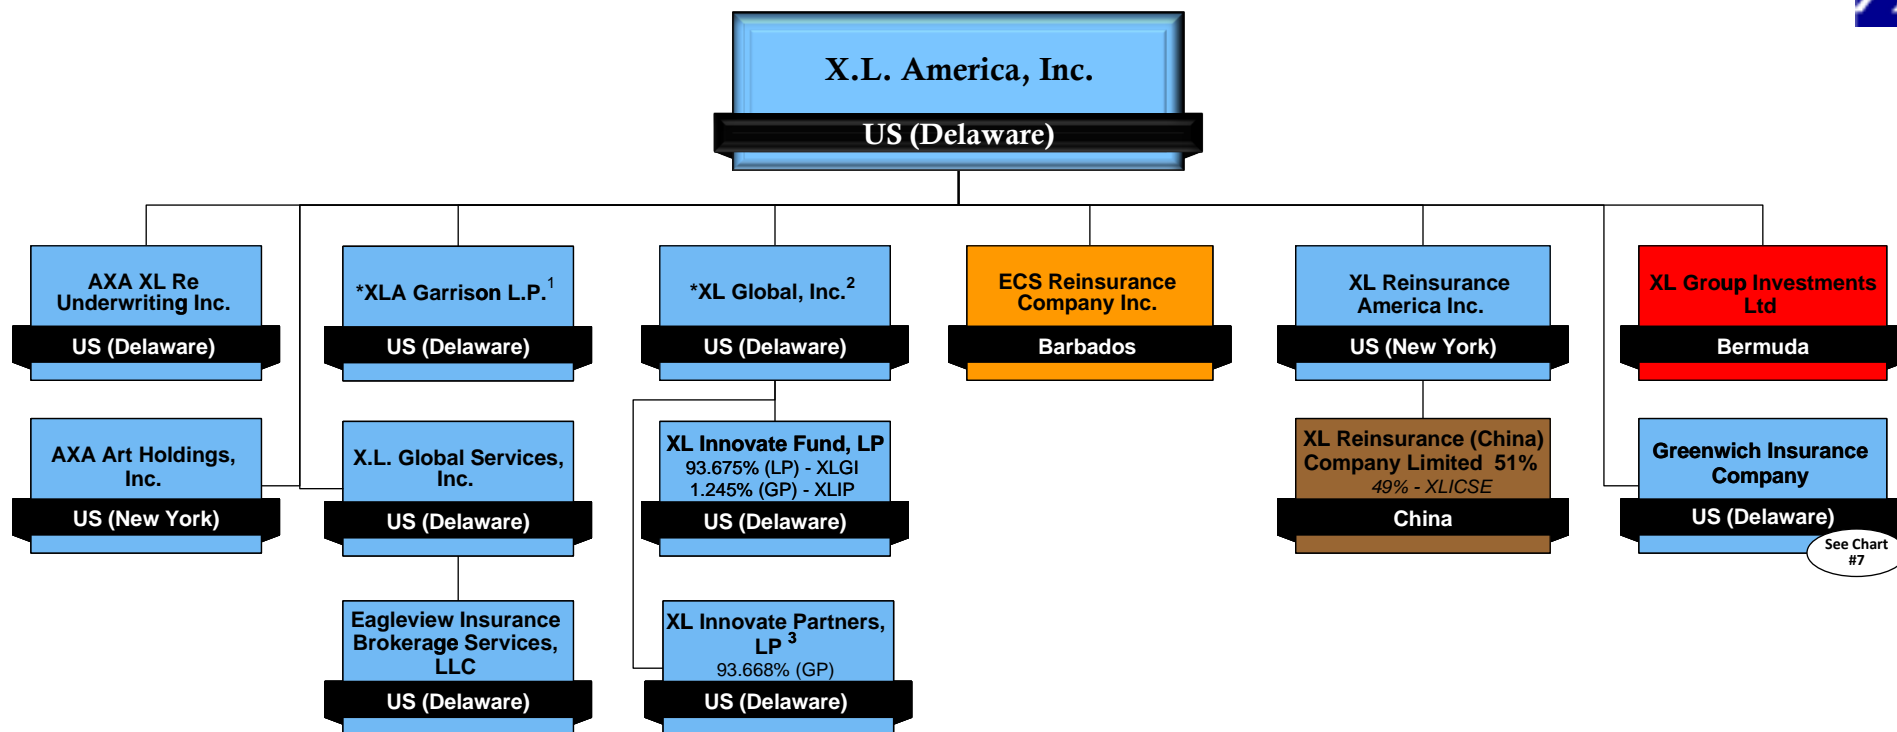 X.L. America, Inc.
US (Delaware)
AXA XL Re
Underwriting Inc.
US (Delaware)
*XLA Garrison L.P.1
US (Delaware)
*XL Global, Inc.2
US (Delaware)
ECS Reinsurance
Company Inc.
Barbados
XL Reinsurance
America Inc.
US (New York)
XL Group Investments
Ltd
Bermuda
AXA Art Holdings,
Inc.
US (New York)
X.L. Global Services,
Inc.
US (Delaware)
XL Innovate Fund, LP
93.675% (LP) - XLGI
1.245% (GP) - XLIP
US (Delaware)
XL Reinsurance (China)
Company Limited 51%
49% - XLICSE
China
Greenwich Insurance
Company
US (Delaware)
See Chart
#7
Eagleview Insurance
Brokerage Services,
LLC
US (Delaware)
XL Innovate Partners,
LP 3
93.668% (GP)
US (Delaware)